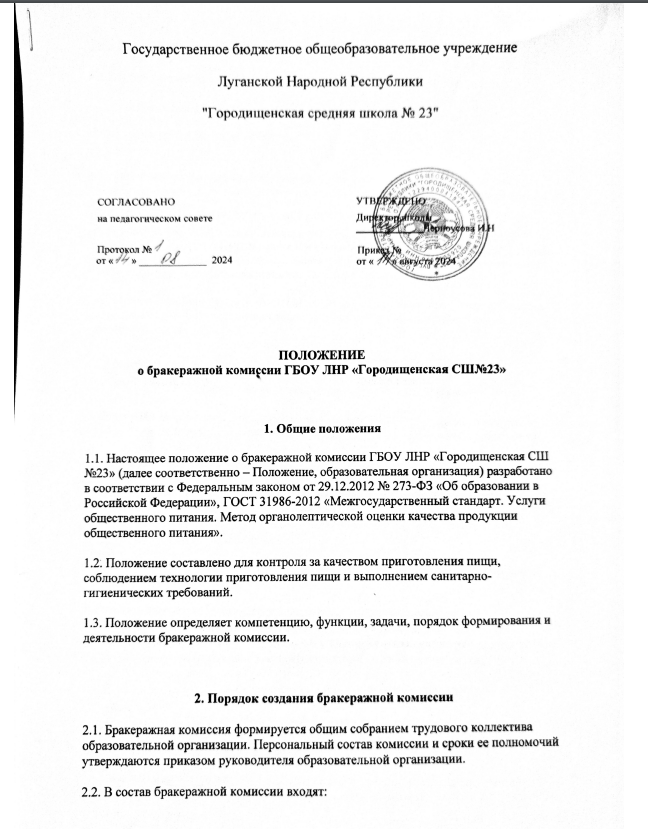 Государственное бюджетное общеобразовательное учреждение
Луганской Народной Республики
"Городищенская средняя школа № 23"
СОГЛАСОВАНО
на педагогическом совете
Протокол № 1
от «14» 08 2024
УТВЕРЖДЕНО
Директор школы
И.Н
Приказ №
от « » августа 2024
ПОЛОЖЕНИЕ
о бракеражной комиссии ГБОУ ЛНР «Городищенская СШ№23»
1. Общие положения
1.1. Настоящее положение о бракеражной комиссии ГБОУ ЛНР «Городищенская СШ
№23» (далее соответственно – Положение, образовательная организация) разработано
в соответствии с Федеральным законом от 29.12.2012 № 273-ФЗ «Об образовании в
Российской Федерации», ГОСТ 31986-2012 «Межгосударственный стандарт. Услуги
общественного питания. Метод органолептической оценки качества продукции
общественного питания».
1.2. Положение составлено для контроля за качеством приготовления пищи,
соблюдением технологии приготовления пищи и выполнением санитарно-
гигиенических требований.
1.3. Положение определяет компетенцию, функции, задачи, порядок формирования и
деятельности бракеражной комиссии.
2. Порядок создания бракеражной комиссии
2.1. Бракеражная комиссия формируется общим собранием трудового коллектива
образовательной организации. Персональный состав комиссии и сроки ее полномочий
утверждаются приказом руководителя образовательной организации.
2.2. В состав бракеражной комиссии входят: